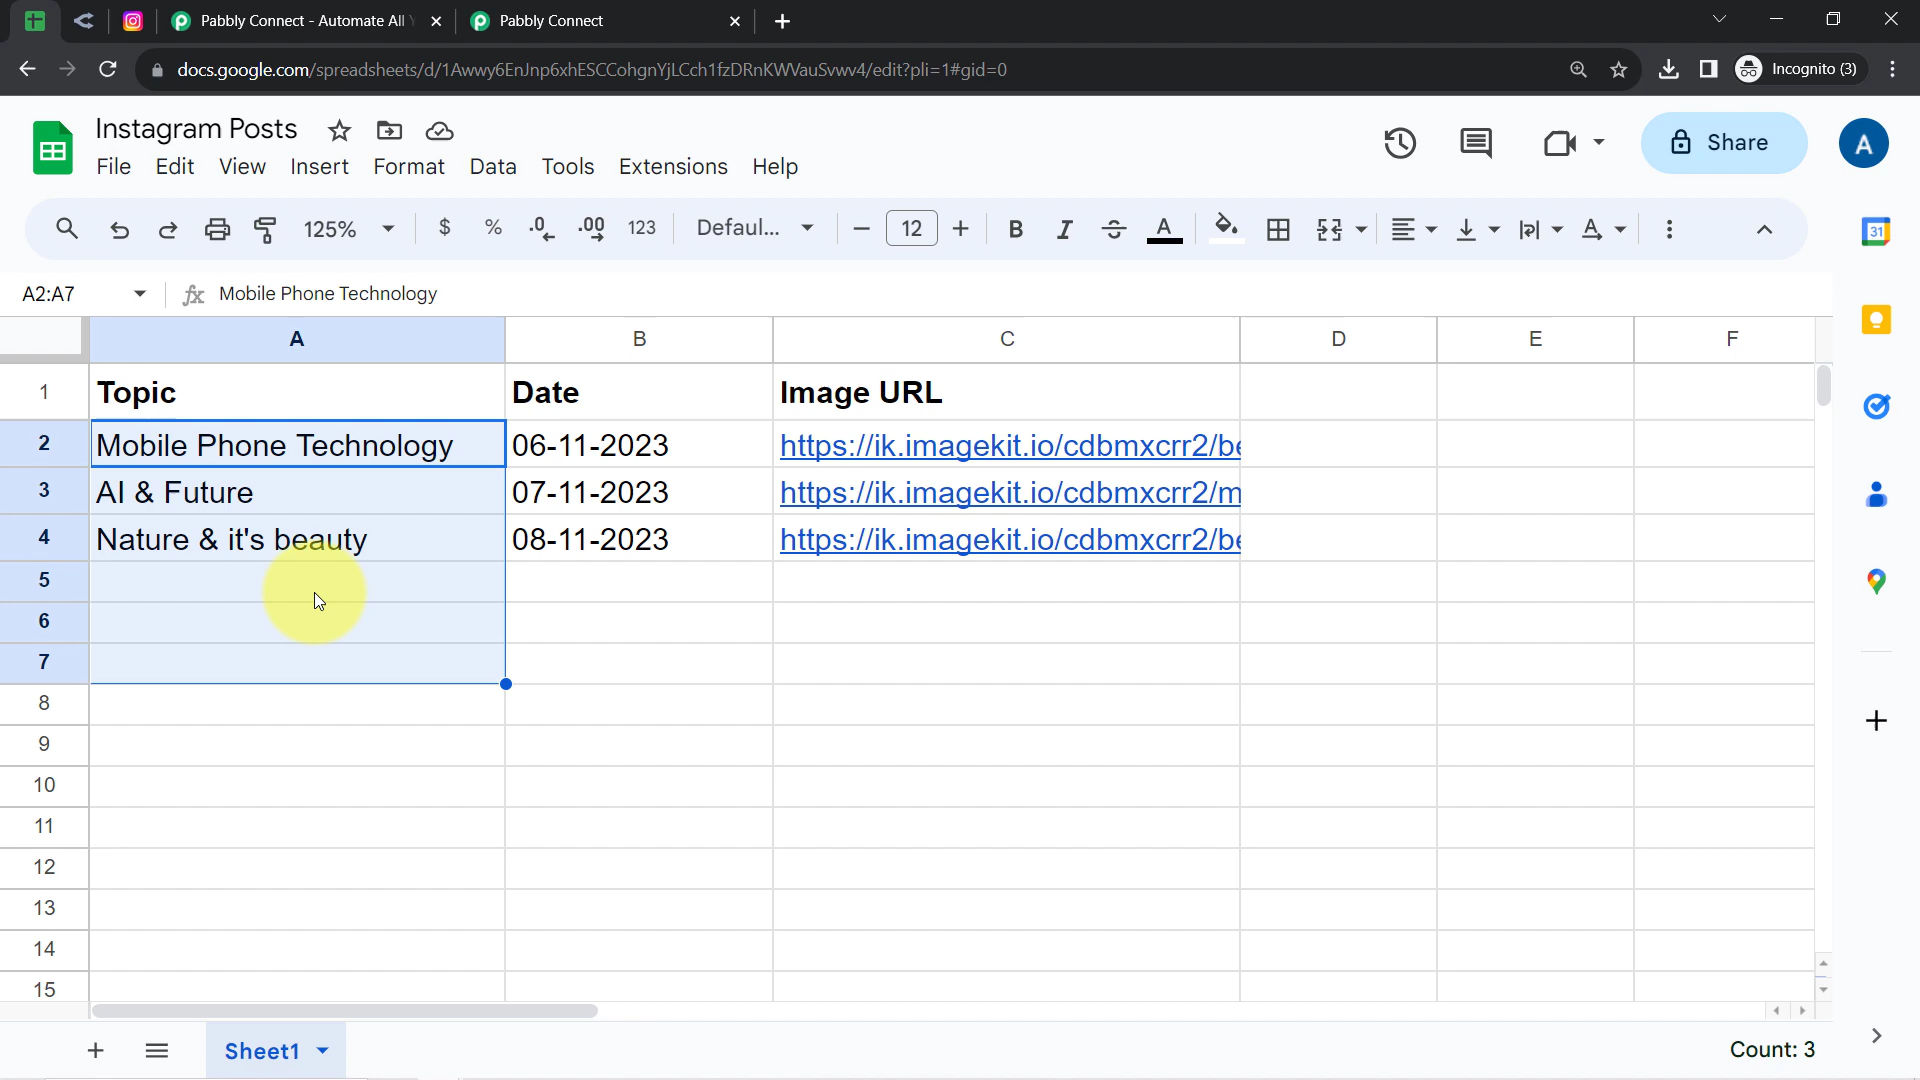 Pabbly Connect - Automate All Y
Pabbly Connect
docs.google.com/spreadsheets/d/1Awwy6EnJnp6xhESCCohgnYjLCch1fzDRnKWVauSvwv4/edit?pli=1#gid=0
Incognito (3)
Instagram Posts
File Edit View Insert Format Data Tools Extensions Help
Share
A
125% $ % .0 .00 123 Defaul... 12 B I A
31
A2:A7 fx Mobile Phone Technology
A B C D E F
1 Topic Date Image URL
2 Mobile Phone Technology 06-11-2023 https://ik.imagekit.io/cdbmxcrr2/be
3 AI & Future 07-11-2023 https://ik.imagekit.io/cdbmxcrr2/m
4 Nature & it's beauty 08-11-2023 https://ik.imagekit.io/cdbmxcrr2/be
5
6
7
8
9
10
11
12
13
14
15
Sheet1
Count: 3